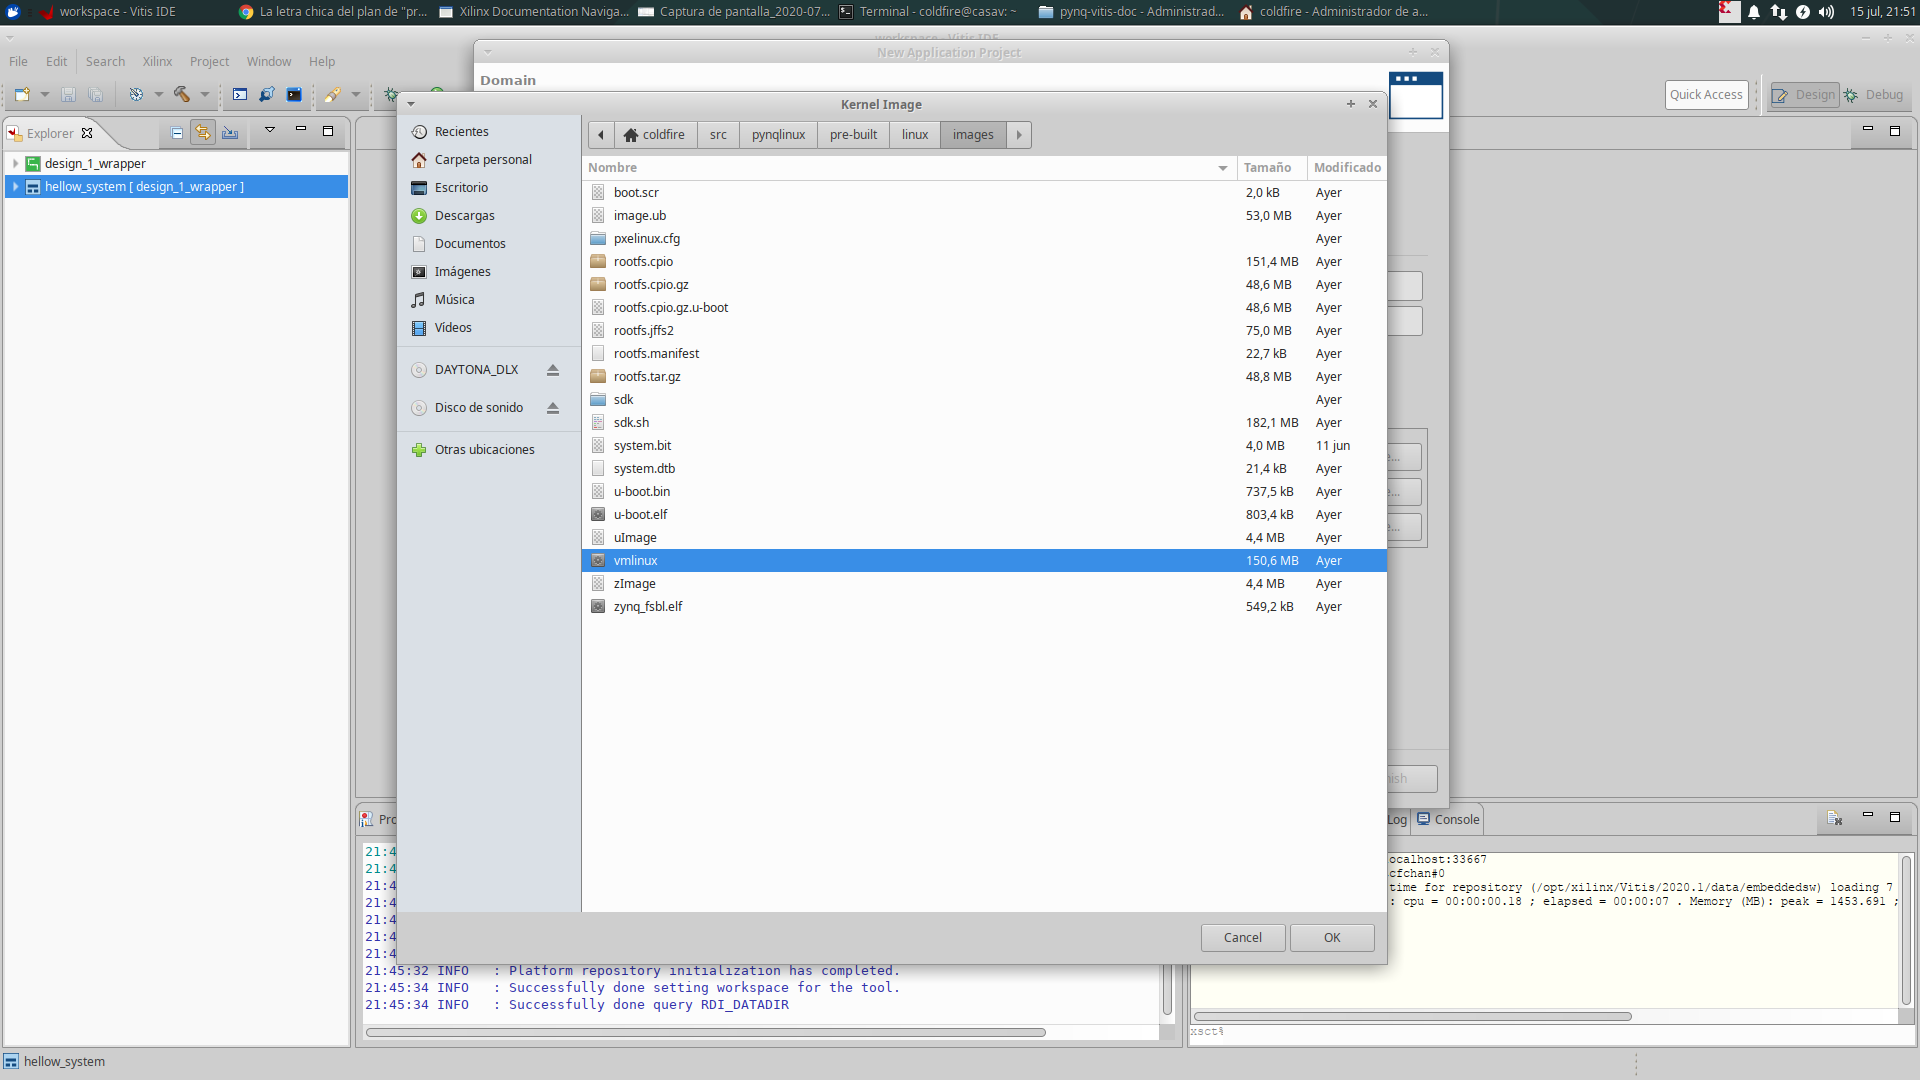 workspace - Vitis IDE
La letra chica del plan de "pr...
Xilinx Documentation Naviga...
Captura de pantalla_2020-07...
Terminal - coldfire@casav: ~
pynq-vitis-doc - Administrad...
coldfire - Administrador de a...
15 jul, 21:51
workspace - Vitis IDE
New Application Project
File Edit Search Xilinx Project Window Help
Domain
Quick Access
Design
Debug
Kernel Image
Explorer
design_1_wrapper
hellow_system [ design_1_wrapper ]
Recientes
Carpeta personal
Escritorio
Descargas
Documentos
Imágenes
Música
Vídeos
DAYTONA_DLX
Disco de sonido
Otras ubicaciones
coldfire src pynqlinux pre-built linux images
Nombre Tamaño Modificado
boot.scr 2,0 kB Ayer
image.ub 53,0 MB Ayer
pxelinux.cfg Ayer
rootfs.cpio 151,4 MB Ayer
rootfs.cpio.gz 48,6 MB Ayer
rootfs.cpio.gz.u-boot 48,6 MB Ayer
rootfs.jffs2 75,0 MB Ayer
rootfs.manifest 22,7 kB Ayer
rootfs.tar.gz 48,8 MB Ayer
sdk Ayer
sdk.sh 182,1 MB Ayer
system.bit 4,0 MB 11 jun
system.dtb 21,4 kB Ayer
u-boot.bin 737,5 kB Ayer
u-boot.elf 803,4 kB Ayer
uImage 4,4 MB Ayer
vmlinux 150,6 MB Ayer
zImage 4,4 MB Ayer
zynq_fsbl.elf 549,2 kB Ayer
e...
e...
e...
nish
Cancel
OK
Pro
Log
Console
21:4
21:4
21:4
21:4
21:4
21:4
21:4
21:45:32 INFO : Platform repository initialization has completed.
21:45:34 INFO : Successfully done setting workspace for the tool.
21:45:34 INFO : Successfully done query RDI_DATADIR
ocalhost:33667
cfchan#0
time for repository (/opt/xilinx/Vitis/2020.1/data/embeddedsw) loading 7
: cpu = 00:00:00.18 ; elapsed = 00:00:07 . Memory (MB): peak = 1453.691 ;
xsct%
hellow_system